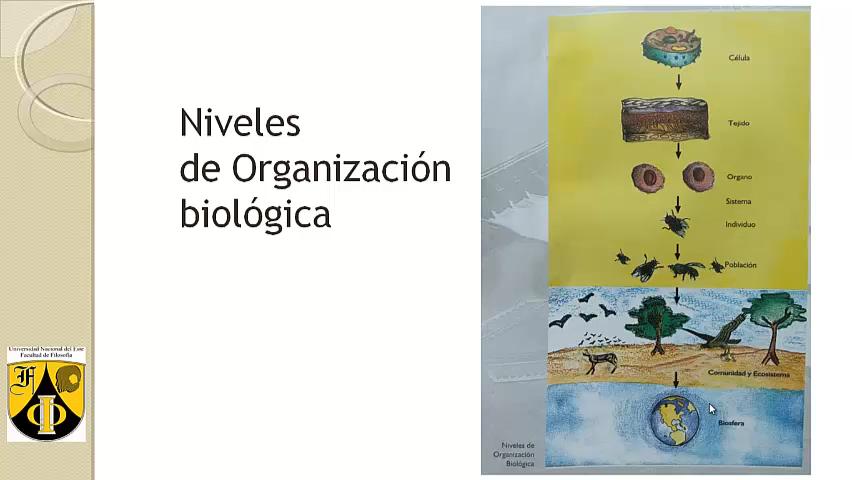 Niveles
de Organización
biológica
Universidad Nacional del Este
Facultad de Filosofía
F
Célula
Tejido
Organo
Sistema
Individuo
Población
Comunidad y Ecosistema
Biosfera
Niveles de
Organización
Biológica